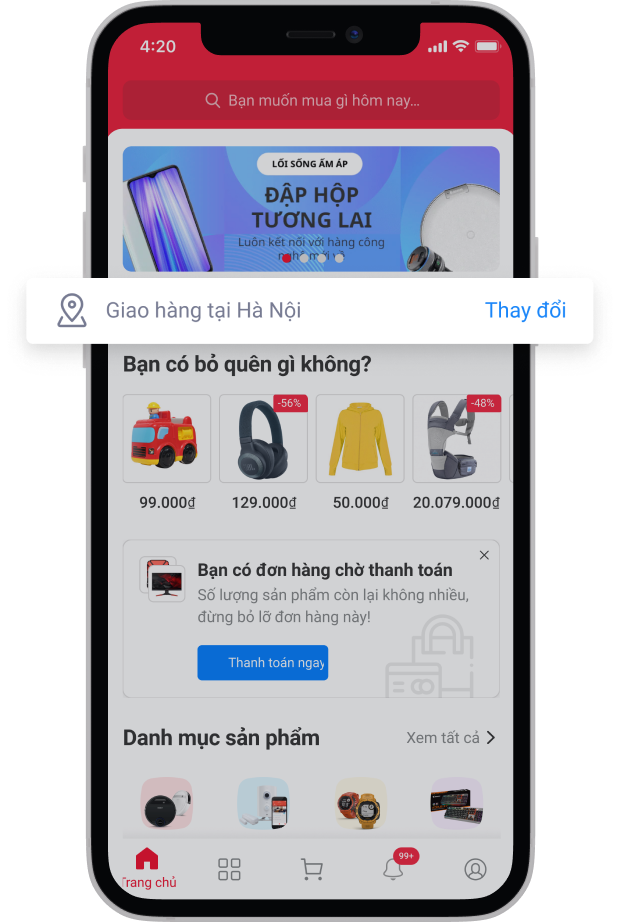 4:20
Bạn muốn mua gì hôm nay...
LỐI SỐNG ẤM ÁP
ĐẬP HỘP
TƯƠNG LAI
Luôn kết nối với hàng công
nghệ mới về
Giao hàng tại Hà Nội
Thay đổi
Bạn có bỏ quên gì không?
-56%
-48%
99.000₫
129.000₫
50.000₫
20.079.000₫
Bạn có đơn hàng chờ thanh toán
Số lượng sản phẩm còn lại không nhiều,
đừng bỏ lỡ đơn hàng này!
Thanh toán ngay
Danh mục sản phẩm
Xem tất cả
99+
Trang chủ